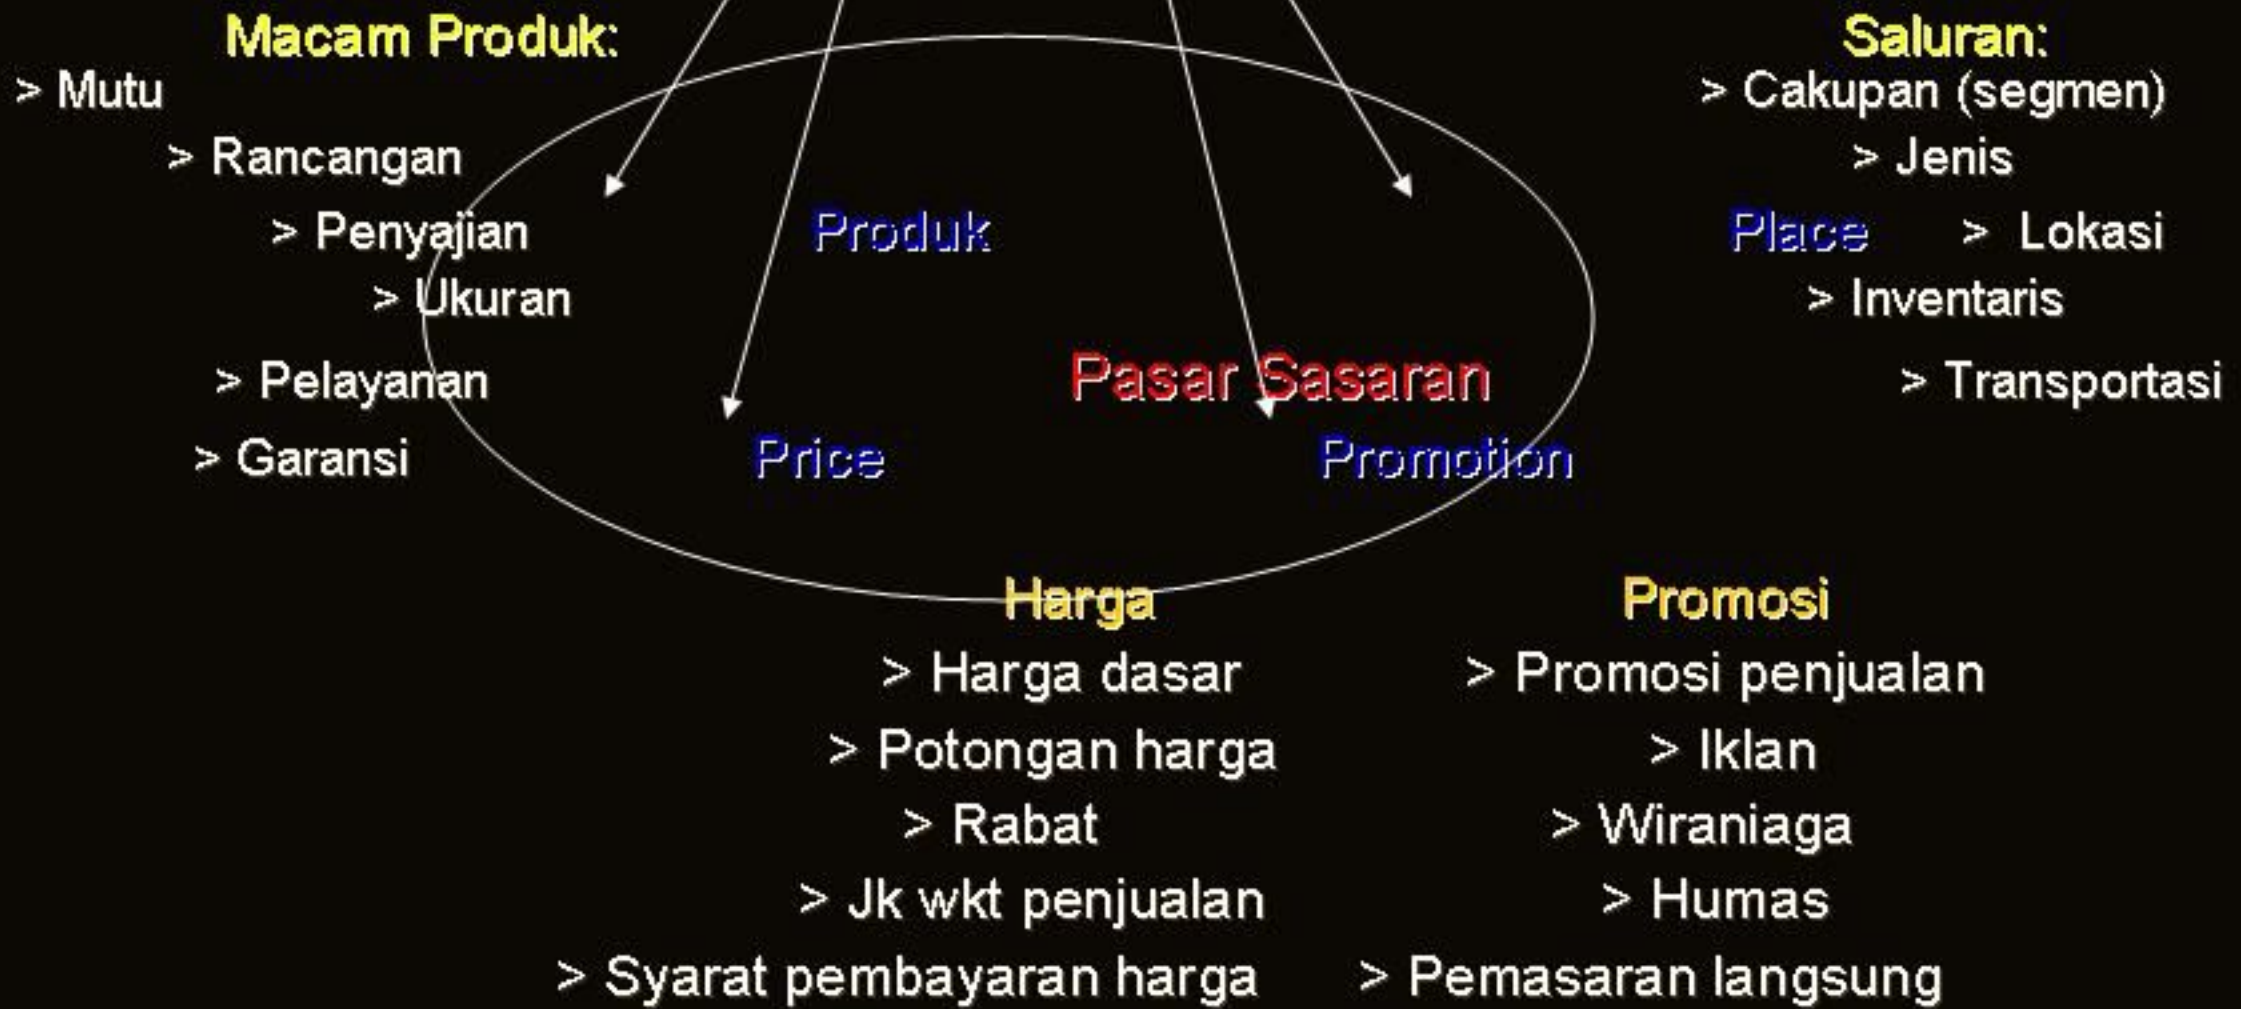 Macam Produk:
> Mutu
> Rancangan
> Penyajian
> Ukuran
> Pelayanan
> Garansi
Produk
Pasar Sasaran
Price
Promotion
Saluran:
> Cakupan (segmen)
> Jenis
Place > Lokasi
> Inventaris
> Transportasi
Harga
> Harga dasar
> Potongan harga
> Rabat
> Jk wkt penjualan
> Syarat pembayaran harga
Promosi
> Promosi penjualan
> Iklan
> Wiraniaga
> Humas
> Pemasaran langsung